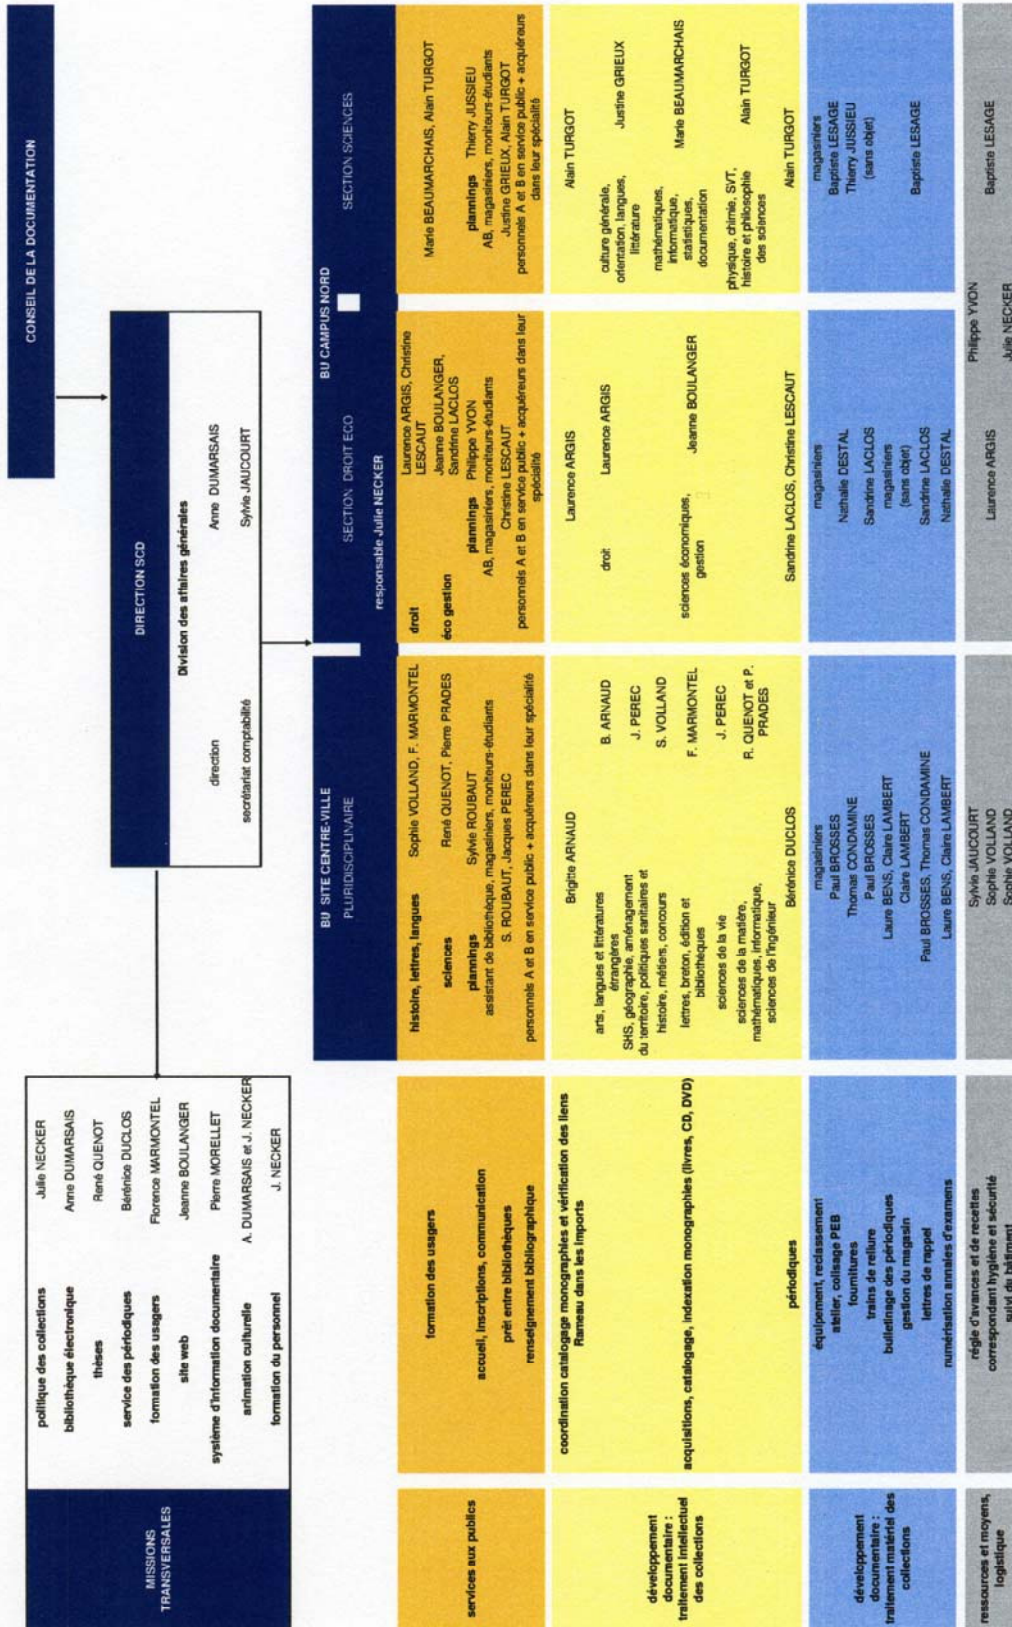 CONSEIL DE LA DOCUMENTATION
DIRECTION SCD
Division des affaires générales
direction Anne DUMARSAIS
secrétariat comptabilité Sylvie JAUCOURT
MISSIONS
TRANSVERSALES
politique des collections Julie NECKER
bibliothèque électronique Anne DUMARSAIS
thèses René QUENOT
service des périodiques Bérénice DUCLOS
formation des usagers Florence MARMONTEL
site web Jeanne BOULANGER
système d'information documentaire Pierre MORELLET
animation culturelle A. DUMARSAIS et J. NECKER
formation du personnel J. NECKER
BU SITE CENTRE-VILLE
PLURIDISCIPLINAIRE
BU CAMPUS NORD
SECTION DROIT ECO
SECTION SCIENCES
responsable Julie NECKER
services aux publics
formation des usagers
accueil, inscriptions, communication
prêt entre bibliothèques
renseignement bibliographique
histoire, lettres, langues Sophie VOLLAND, F. MARMONTEL
sciences René QUENOT, Pierre PRADES
plannings Sylvie ROUBAUT
assistant de bibliothèque, magasiniers, moniteurs-étudiants
S. ROUBAUT, Jacques PEREC
personnels A et B en service public + acquéreurs dans leur spécialité
droit Laurence ARGIS, Christine
LESCAUT
éco gestion Jeanne BOULANGER,
Sandrine LACLOS
plannings Philippe YVON
AB, magasiniers, moniteurs-étudiants
Christine LESCAUT
personnels A et B en service public + acquéreurs dans leur
spécialité
Marie BEAUMARCHAIS, Alain TURGOT
plannings Thierry JUSSIEU
AB, magasiniers, moniteurs-étudiants
Justine GRIEUX, Alain TURGOT
personnels A et B en service public + acquéreurs
dans leur spécialité
développement
documentaire :
traitement intellectuel
des collections
coordination catalogage monographies et vérification des liens
Rameau dans les imports
acquisitions, catalogage, indexation monographies (livres, CD, DVD)
périodiques
Brigitte ARNAUD
arts, langues et littératures
étrangères B. ARNAUD
SHS, géographie, aménagement
du territoire, politiques sanitaires et J. PEREC
histoire, métiers, concours S. VOLLAND
lettres, breton, édition et
bibliothèques F. MARMONTEL
sciences de la vie J. PEREC
sciences de la matière,
mathématiques, informatique,
sciences de l'ingénieur
R. QUENOT et P.
PRADES
Bérénice DUCLOS
Laurence ARGIS
droit Laurence ARGIS
sciences économiques,
gestion Jeanne BOULANGER
Sandrine LACLOS, Christine LESCAUT
Alain TURGOT
culture générale,
orientation, langues,
littérature Justine GRIEUX
mathématiques,
informatique,
statistiques,
documentation Marie BEAUMARCHAIS
physique, chimie, SVT,
histoire et philosophie
des sciences Alain TURGOT
Alain TURGOT
développement
documentaire :
traitement matériel des
collections
équipement, reclassement
atelier, colisage PEB
fournitures
trains de reliure
bulletinage des périodiques
gestion du magasin
lettres de rappel
numérisation annales d'examens
magasiniers
Paul BROSSES
Thomas CONDAMINE
Paul BROSSES
Laure BENS, Claire LAMBERT
Claire LAMBERT
Paul BROSSES, Thomas CONDAMINE
Laure BENS, Claire LAMBERT
magasiniers
Nathalie DESTAL
Sandrine LACLOS
magasiniers
(sans objet)
Sandrine LACLOS
Nathalie DESTAL
magasiniers
Baptiste LESAGE
Thierry JUSSIEU
(sans objet)
Baptiste LESAGE
ressources et moyens,
logistique
régie d'avances et de recettes
correspondant hygiène et sécurité
suivi du bâtiment
Sylvie JAUCOURT
Sophie VOLLAND
Sophie VOLLAND
Philippe YVON
Laurence ARGIS
Baptiste LESAGE
Julie NECKER